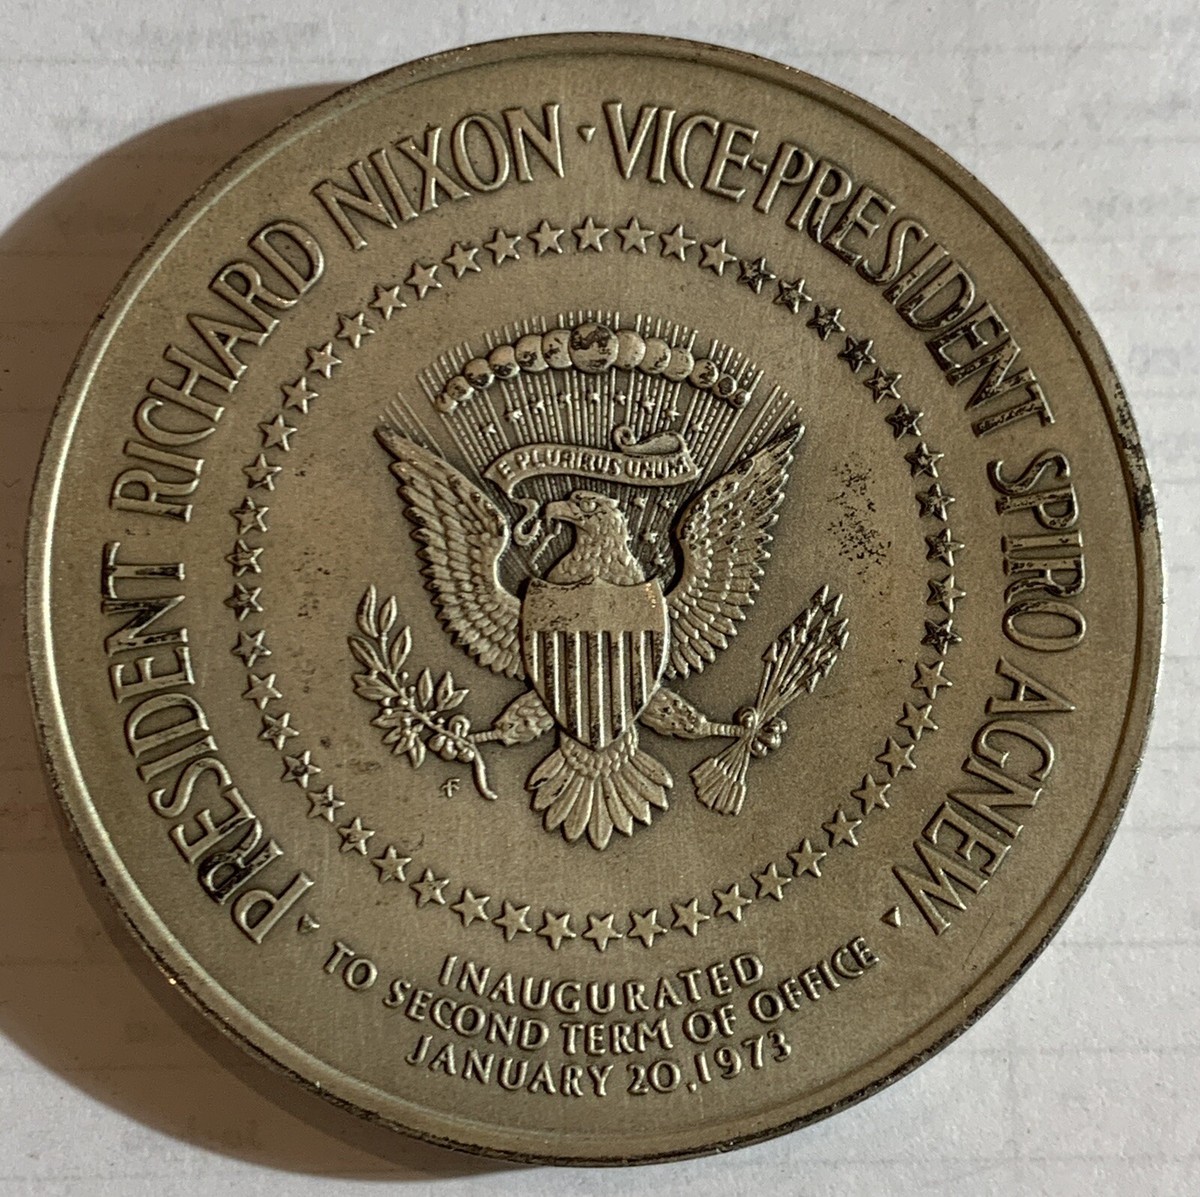 PRESIDENT RICHARD NIXON · VICE-PRESIDENT SPIRO AGNEW
E PLURIBUS UNUM
INAUGURATED
TO SECOND TERM OF OFFICE
JANUARY 20, 1973